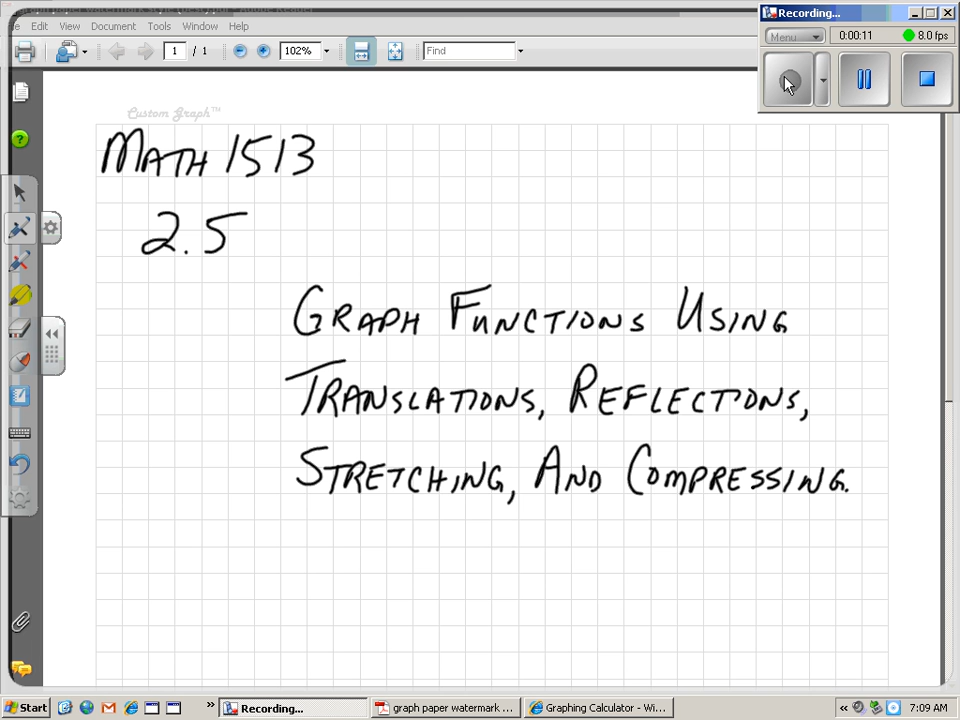 Recording...
File Edit View Document Tools Window Help
Menu 0:00:11 8.0 fps
1 / 1 102% Find
Custom Graph™
MATH 1513
2.5
GRAPH FUNCTIONS USING
TRANSLATIONS, REFLECTIONS,
STRETCHING, AND COMPRESSING.
Start » Recording... graph paper watermark ... Graphing Calculator - Wi... « 7:09 AM